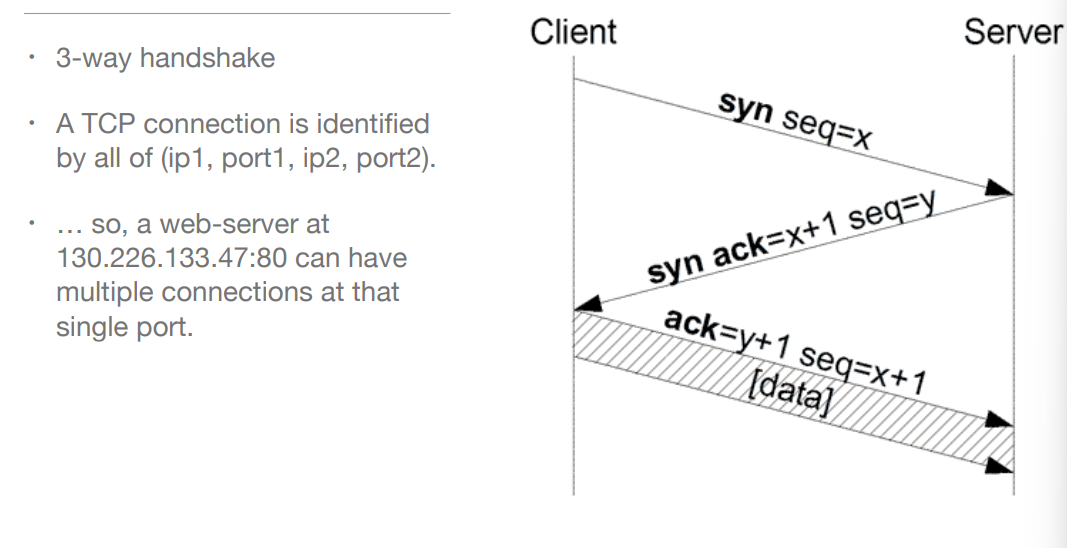 • 3-way handshake
• A TCP connection is identified
by all of (ip1, port1, ip2, port2).
• … so, a web-server at
130.226.133.47:80 can have
multiple connections at that
single port.
Client
Server
syn seq=x
syn ack=x+1 seq=y
ack=y+1 seq=x+1
[data]